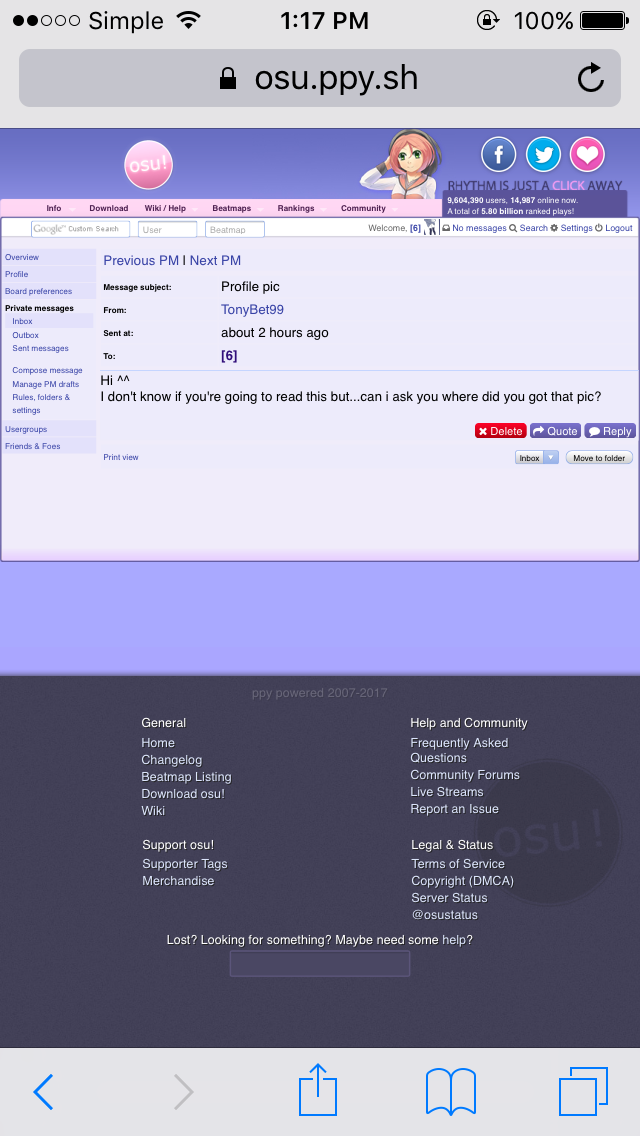 Simple 1:17 PM 100%
osu.ppy.sh
osu!
RHYTHM IS JUST A CLICK AWAY
9,604,390 users, 14,987 online now.
A total of 5.80 billion ranked plays!
Info Download Wiki / Help Beatmaps Rankings Community
Google Custom Search User Beatmap Welcome, [6] No messages Search Settings Logout
Overview
Profile
Board preferences
Private messages
Inbox
Outbox
Sent messages
Compose message
Manage PM drafts
Rules, folders &
settings
Usergroups
Friends & Foes
Previous PM | Next PM
Message subject: Profile pic
From: TonyBet99
Sent at: about 2 hours ago
To: [6]
Hi ^^
I don't know if you're going to read this but...can i ask you where did you got that pic?
Delete Quote Reply
Print view Inbox Move to folder
ppy powered 2007-2017
General
Home
Changelog
Beatmap Listing
Download osu!
Wiki
Help and Community
Frequently Asked
Questions
Community Forums
Live Streams
Report an Issue
Support osu!
Supporter Tags
Merchandise
Legal & Status
Terms of Service
Copyright (DMCA)
Server Status
@osustatus
osu!
Lost? Looking for something? Maybe need some help?